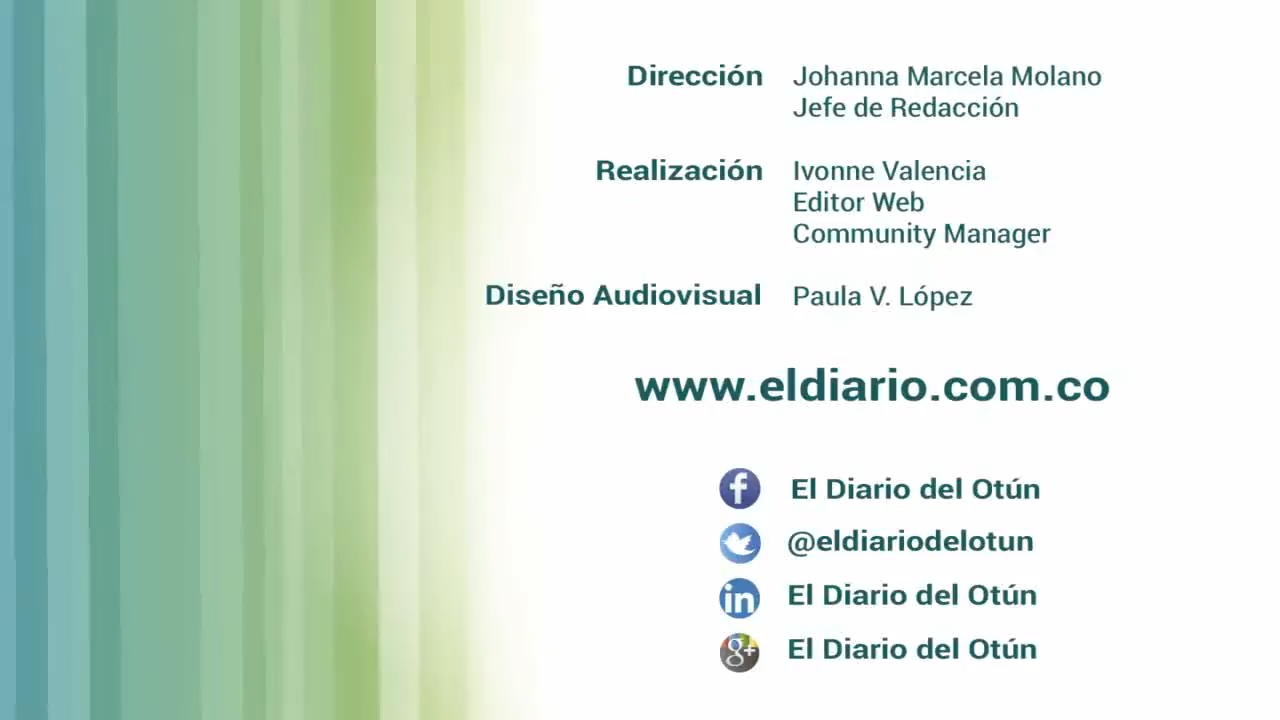 Dirección Johanna Marcela Molano
Jefe de Redacción
Realización Ivonne Valencia
Editor Web
Community Manager
Diseño Audiovisual Paula V. López
www.eldiario.com.co
f El Diario del Otún
@eldiariodelotun
in El Diario del Otún
g+ El Diario del Otún